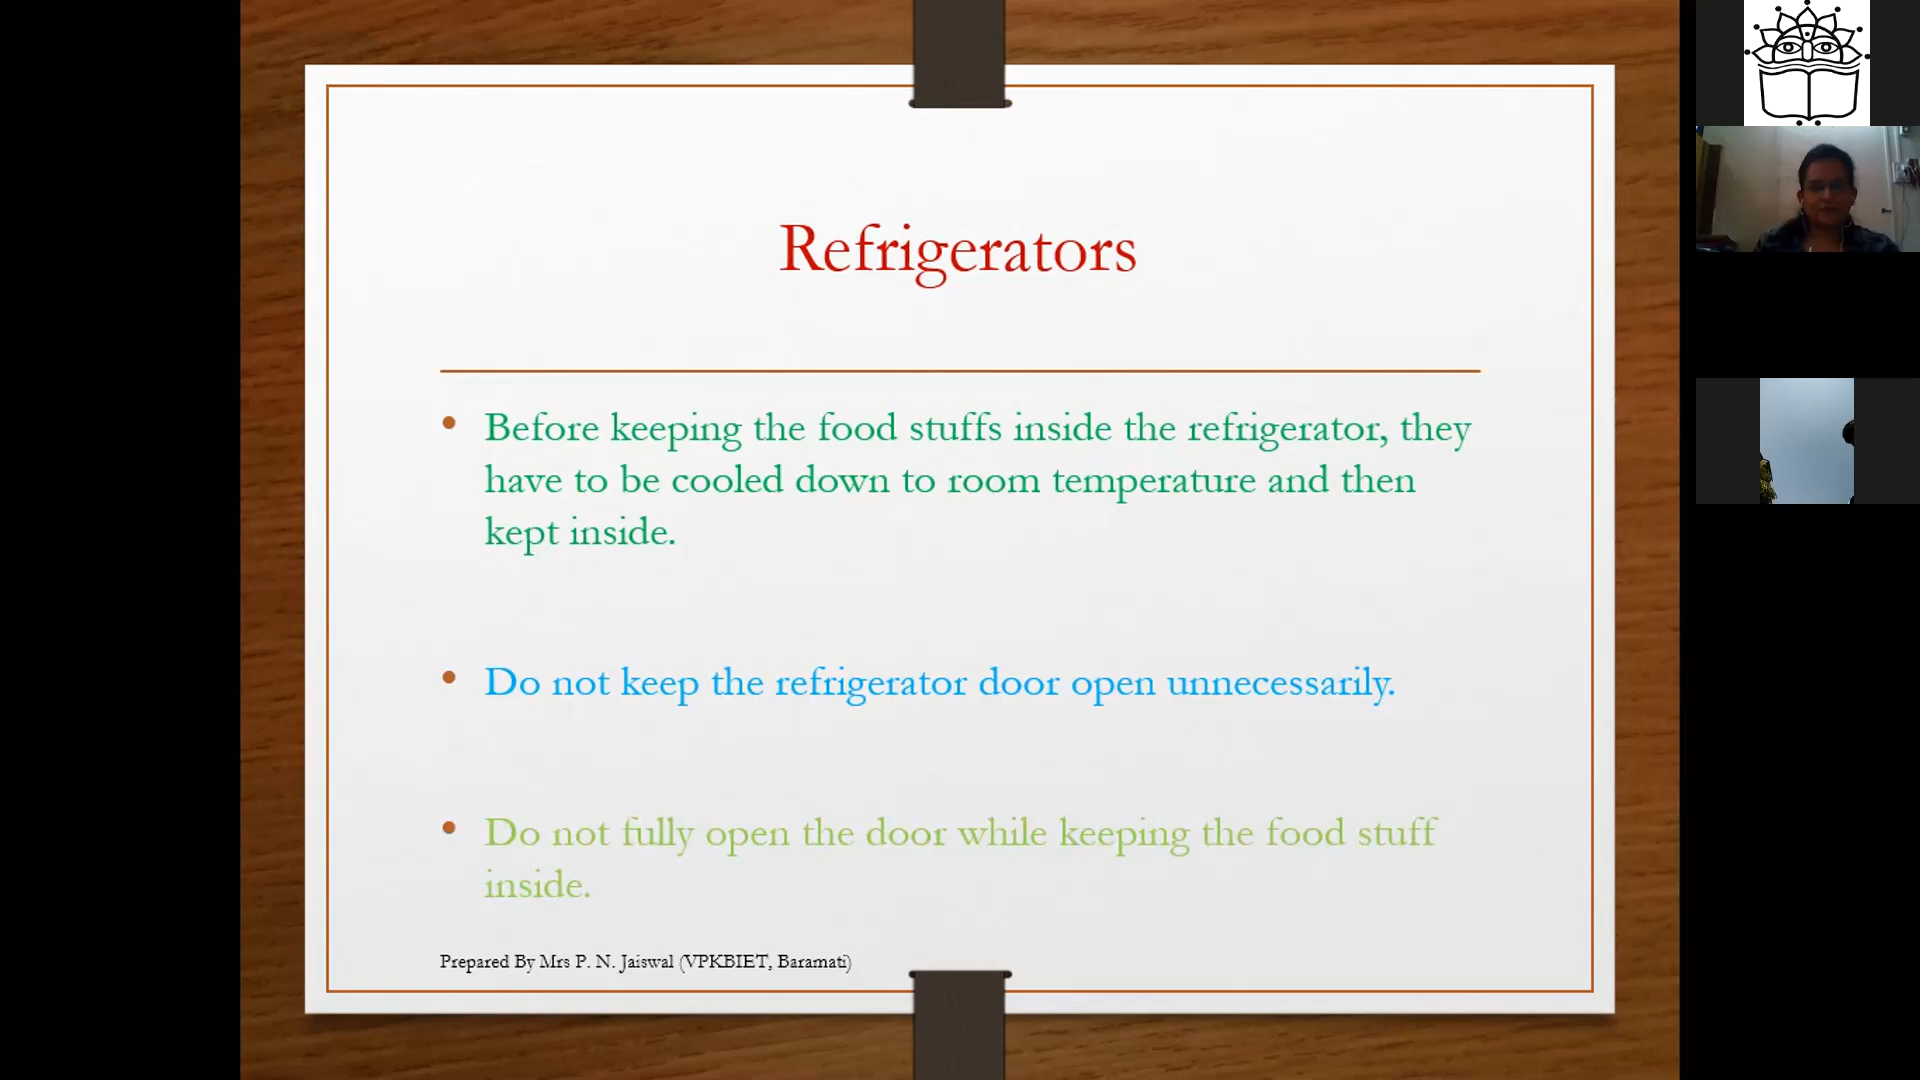 Refrigerators
Before keeping the food stuffs inside the refrigerator, they
have to be cooled down to room temperature and then
kept inside.
Do not keep the refrigerator door open unnecessarily.
Do not fully open the door while keeping the food stuff
inside.
Prepared By Mrs P. N. Jaiswal (VPKBIET, Baramati)